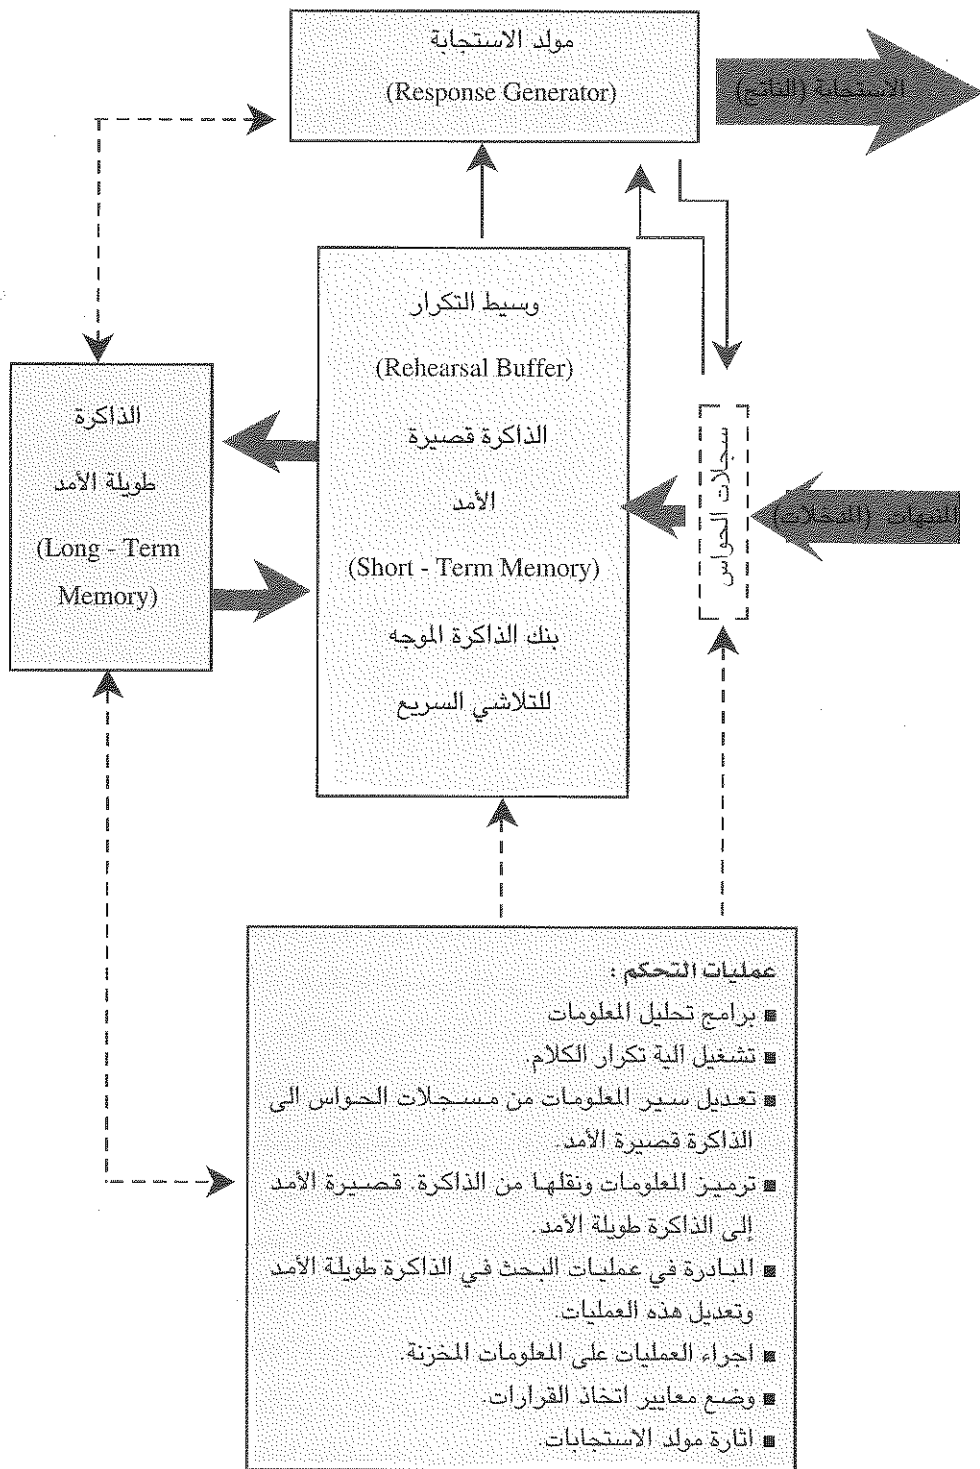 مولد الاستجابة
(Response Generator)
الاستجابة (الناتج)
وسيط التكرار
(Rehearsal Buffer)
الذاكرة قصيرة
الأمد
(Short - Term Memory)
بنك الذاكرة الموجه
للتلاشي السريع
سجلات الحواس
المنبهات (المدخلات)
الذاكرة
طويلة الأمد
(Long - Term
Memory)
عمليات التحكم :
■ برامج تحليل المعلومات
■ تشغيل آلية تكرار الكلام.
■ تعديل سير المعلومات من مسجلات الحواس الى
الذاكرة قصيرة الأمد.
■ ترميز المعلومات ونقلها من الذاكرة. قصيرة الأمد
إلى الذاكرة طويلة الأمد.
■ المبادرة في عمليات البحث في الذاكرة طويلة الأمد
وتعديل هذه العمليات.
■ اجراء العمليات على المعلومات المخزنة.
■ وضع معايير اتخاذ القرارات.
■ اثارة مولد الاستجابات.